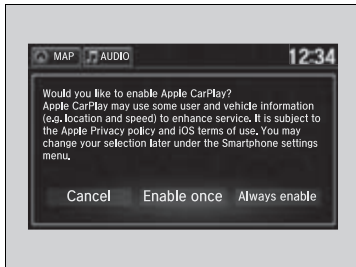 MAP AUDIO 12:34
Would you like to enable Apple CarPlay?
Apple CarPlay may use some user and vehicle information
(e.g. location and speed) to enhance service. It is subject to
the Apple Privacy policy and iOS terms of use. You may
change your selection later under the Smartphone settings
menu.
Cancel Enable once Always enable